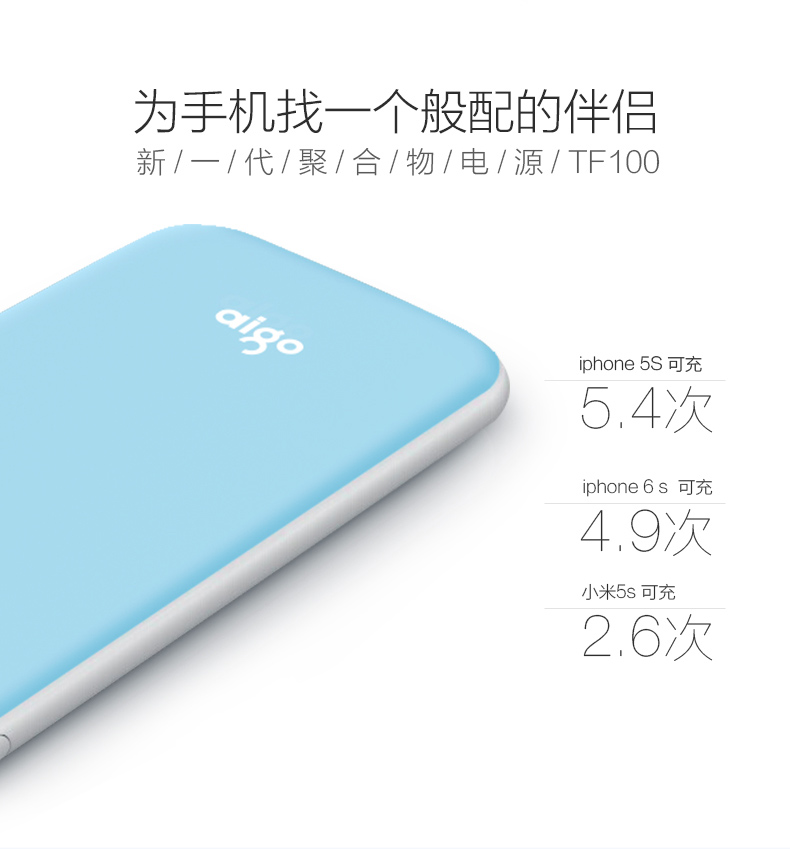 为手机找一个般配的伴侣
新/一/代/聚/合/物/电/源/TF100
aigo
iphone 5S 可充
5.4次
iphone 6 s 可充
4.9次
小米5s 可充
2.6次